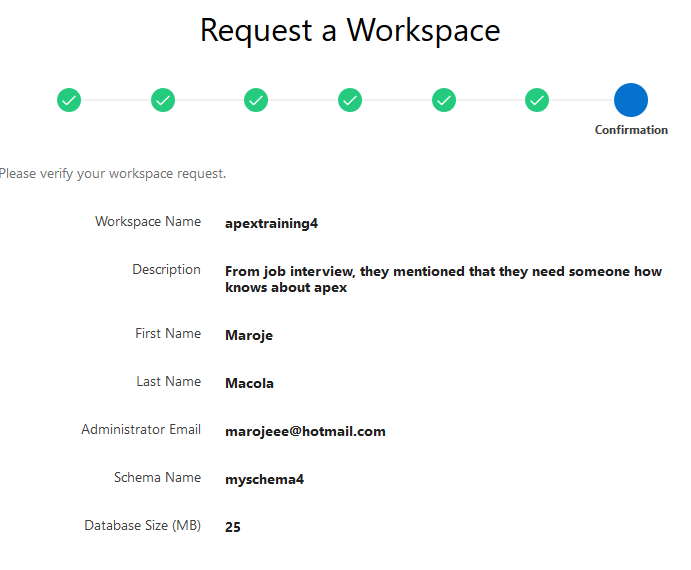 Request a Workspace
Confirmation
Please verify your workspace request.
Workspace Name apextraining4
Description From job interview, they mentioned that they need someone how
knows about apex
First Name Maroje
Last Name Macola
Administrator Email marojeee@hotmail.com
Schema Name myschema4
Database Size (MB) 25